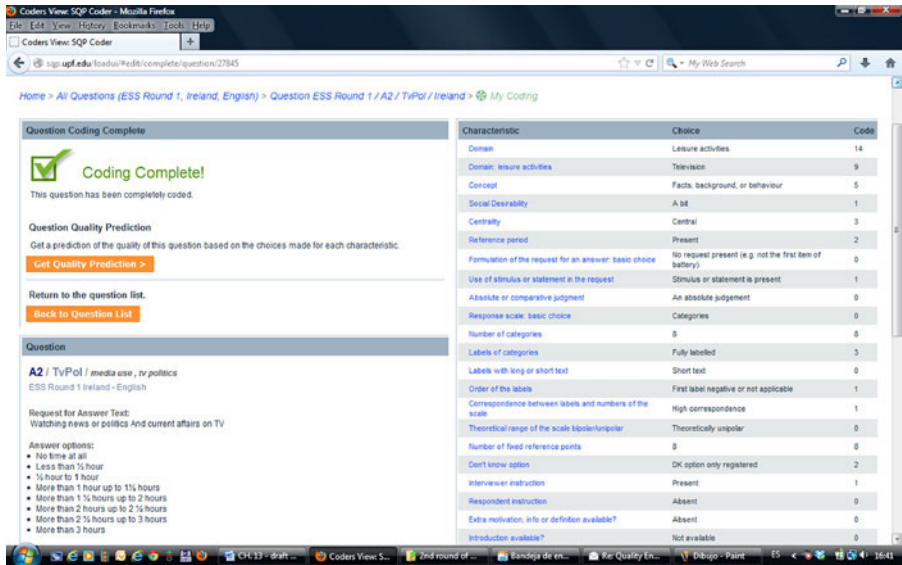 Coders View: SQP Coder - Mozilla Firefox
File Edit View History Bookmarks Tools Help
Coders View: SQP Coder +
sqp.upf.edu/loadui/#edit/complete/question/27845
My Web Search
Home > All Questions (ESS Round 1, Ireland, English) > Question ESS Round 1 / A2 / TvPol / Ireland > My Coding
Question Coding Complete
Coding Complete!
This question has been completely coded.
Question Quality Prediction
Get a prediction of the quality of this question based on the choices made for each characteristic.
Get Quality Prediction >
Return to the question list.
Back to Question List
Question
A2 / TvPol / media use , tv politics
ESS Round 1 Ireland - English
Request for Answer Text:
Watching news or politics And current affairs on TV
Answer options:
• No time at all
• Less than ½ hour
• ½ hour to 1 hour
• More than 1 hour up to 1½ hours
• More than 1 ½ hours up to 2 hours
• More than 2 hours up to 2 ½ hours
• More than 2 ½ hours up to 3 hours
• More than 3 hours
Characteristic Choice Code
Domain Leisure activities 14
Domain: leisure activities Television 9
Concept Facts, background, or behaviour 5
Social Desirability A bit 1
Centrality Central 3
Reference period Present 2
Formulation of the request for an answer: basic choice No request present (e.g. not the first item of battery) 0
Use of stimulus or statement in the request Stimulus or statement is present 1
Absolute or comparative judgment An absolute judgement 0
Response scale: basic choice Categories 0
Number of categories 8 8
Labels of categories Fully labelled 3
Labels with long or short text Short text 0
Order of the labels First label negative or not applicable 1
Correspondence between labels and numbers of the scale High correspondence 1
Theoretical range of the scale bipolar/unipolar Theoretically unipolar 0
Number of fixed reference points 8 8
Don't know option DK option only registered 2
Interviewer instruction Present 1
Respondent instruction Absent 0
Extra motivation, info or definition available? Absent 0
Introduction available? Not available 0
CH. 13 - draft ... Coders View: S... 2nd round of ... Bandeja de en... Re: Quality En... Dibujo - Paint ES 16:41